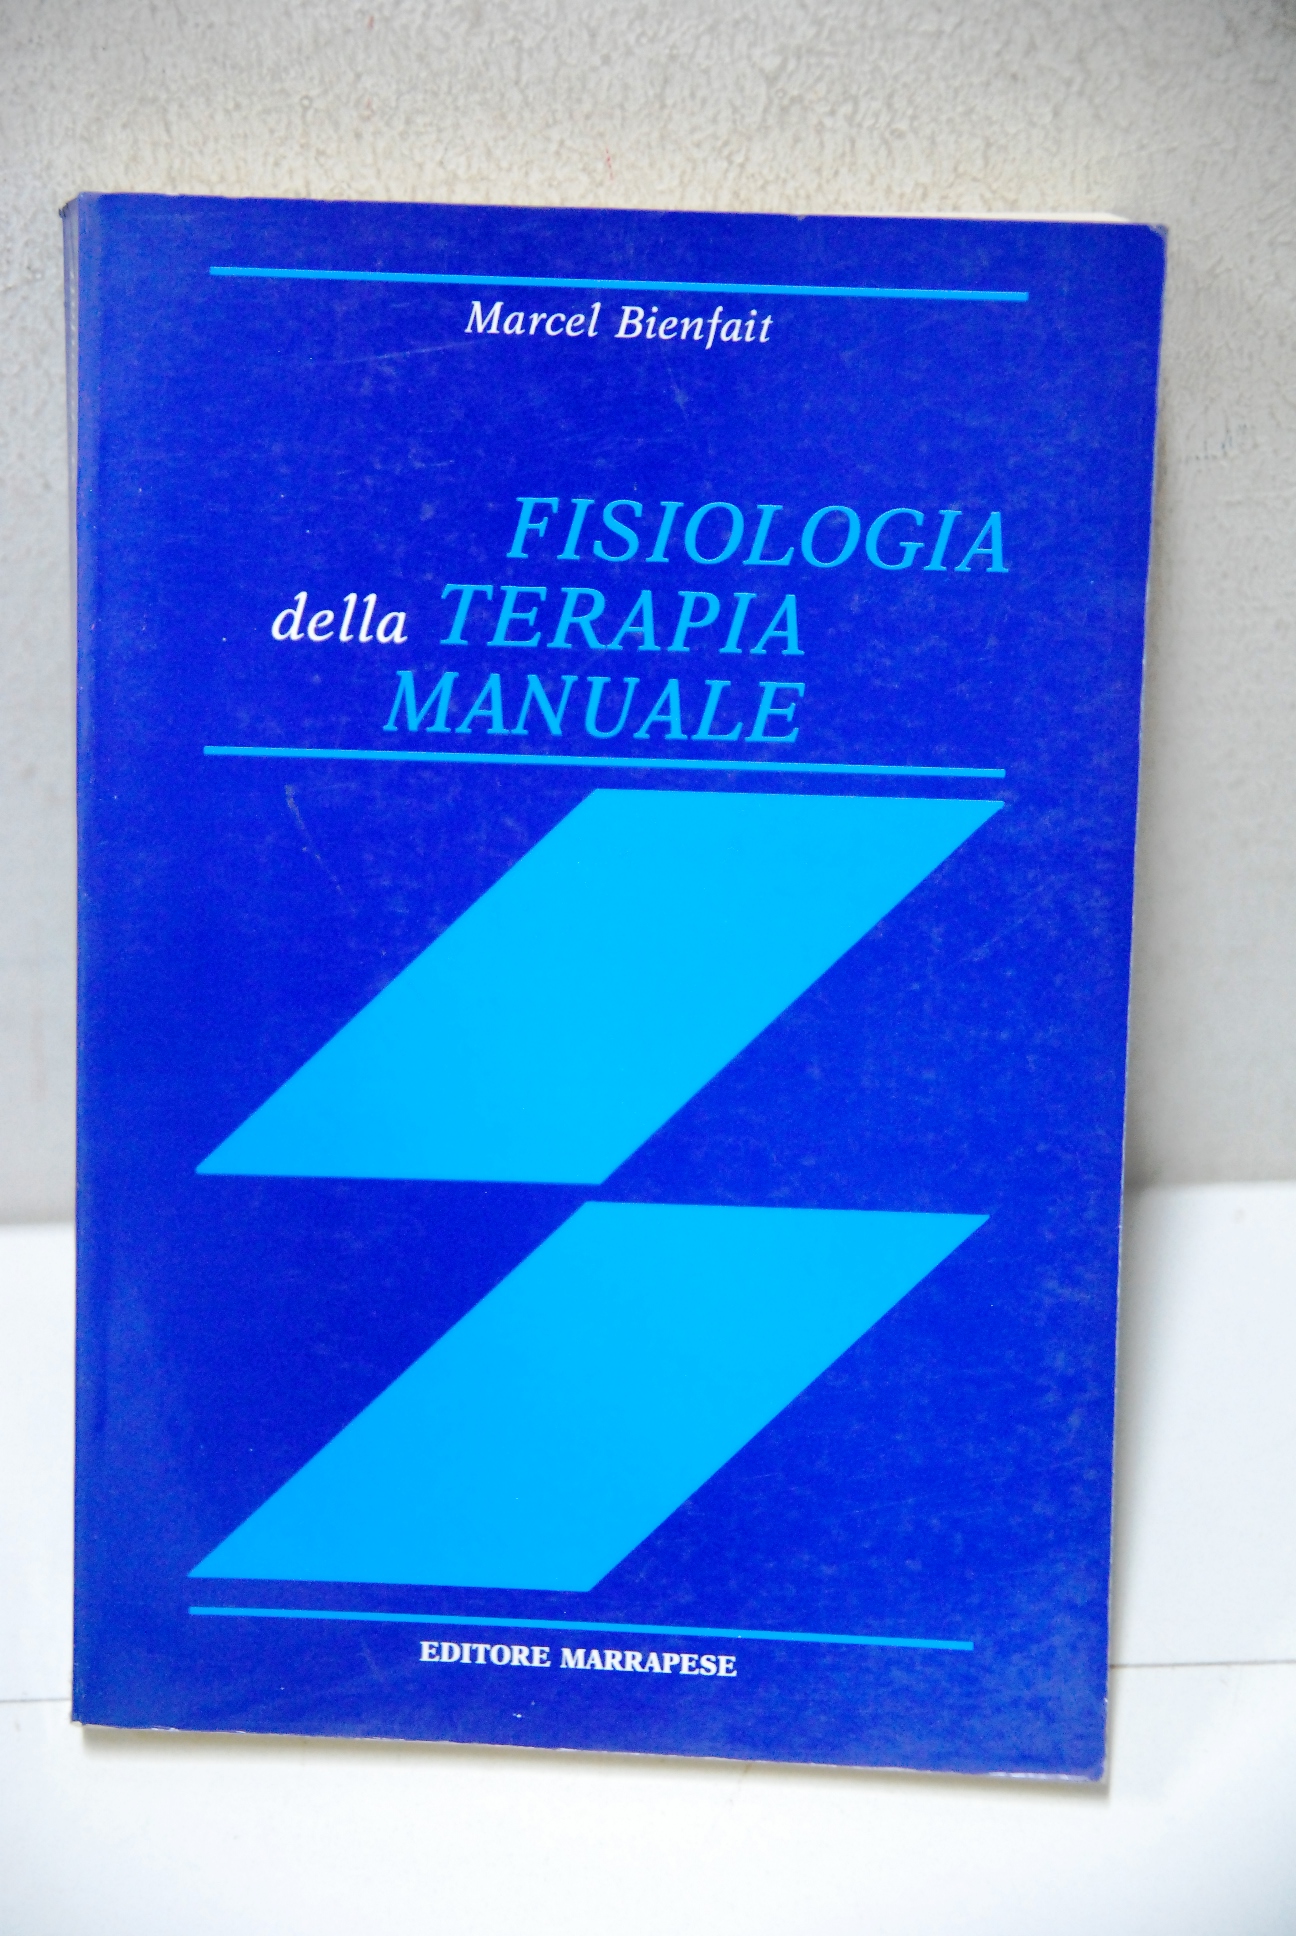 Marcel Bienfait
FISIOLOGIA
della TERAPIA
MANUALE
EDITORE MARRAPESE